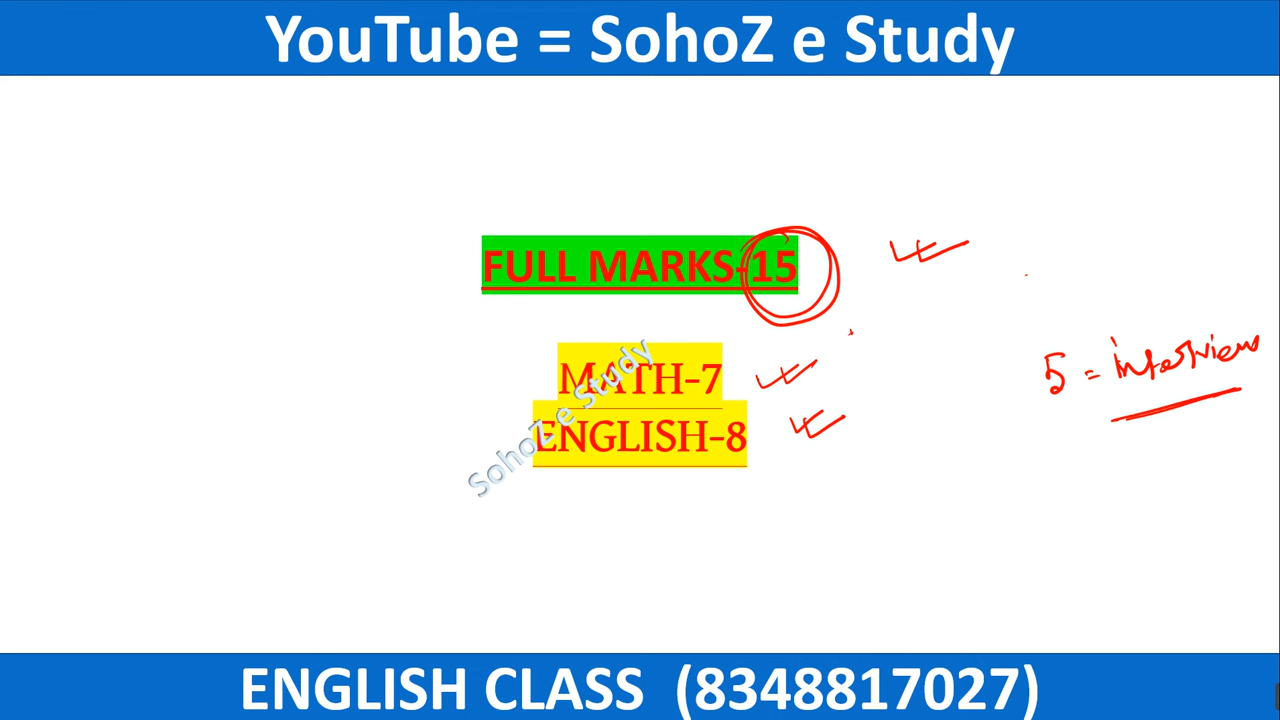 YouTube = SohoZ e Study
FULL MARKS-15
MATH-7
ENGLISH-8
5 = interview
SohoZ e Study
ENGLISH CLASS (8348817027)